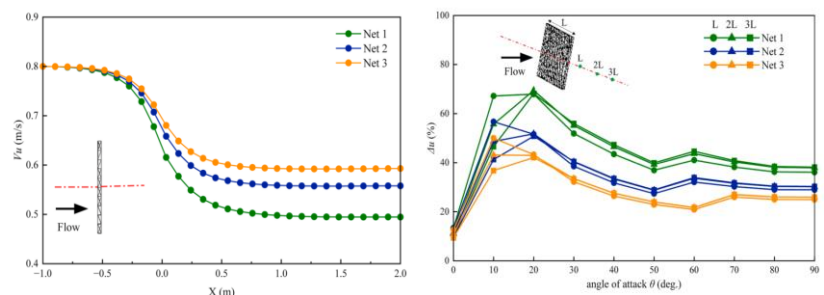 0.9
0.8
0.7
0.6
0.5
0.4
Vu (m/s)
Net 1
Net 2
Net 3
Flow
-1.0 -0.5 0.0 0.5 1.0 1.5 2.0
X (m)
100
80
60
40
20
0
Δu (%)
L
L 2L 3L
Net 1
Net 2
Net 3
Flow
L
2L
3L
0 10 20 30 40 50 60 70 80 90
angle of attack θ (deg.)